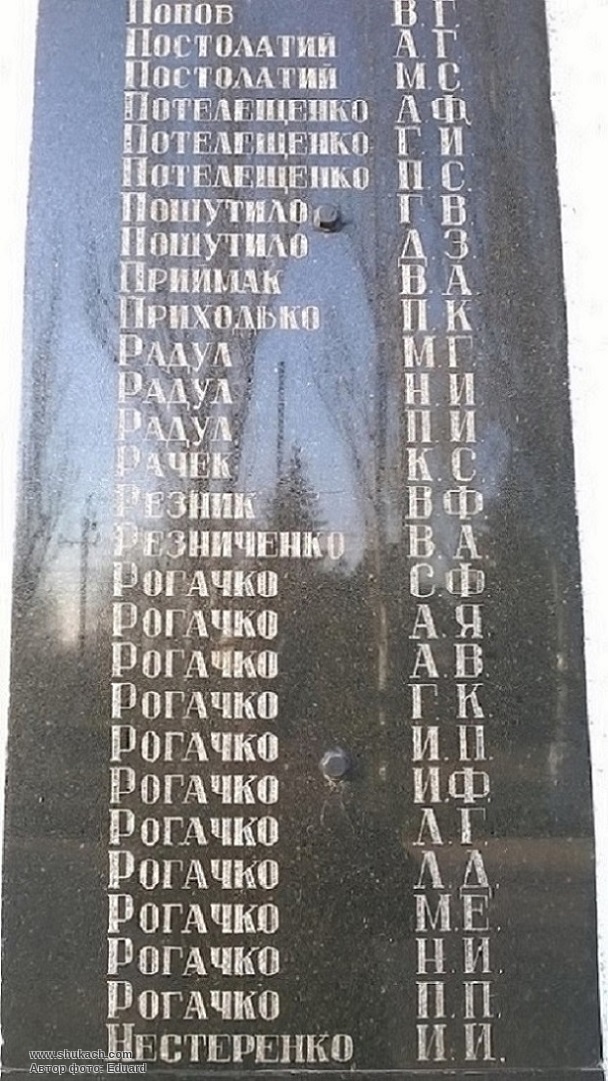 Попов В. Г.
Постолатий А. Г.
Постолатий М. С.
Потелещенко А. Ф.
Потелещенко Г. И.
Потелещенко П. С.
Пошутило Г. В.
Пошутило Д. З.
Приймак В. А.
Приходько П. К.
Радул М. Г.
Радул Н. И.
Радул П. И.
Рачек К. С.
Резник В. Ф.
Резниченко В. А.
Рогачко С. Ф.
Рогачко А. Я.
Рогачко А. В.
Рогачко Г. К.
Рогачко И. П.
Рогачко И. Ф.
Рогачко Л. Г.
Рогачко Л. Д.
Рогачко М. Е.
Рогачко Н. И.
Рогачко П. П.
Нестеренко И. И.
www.shukach.com
Автор фото: Eduard